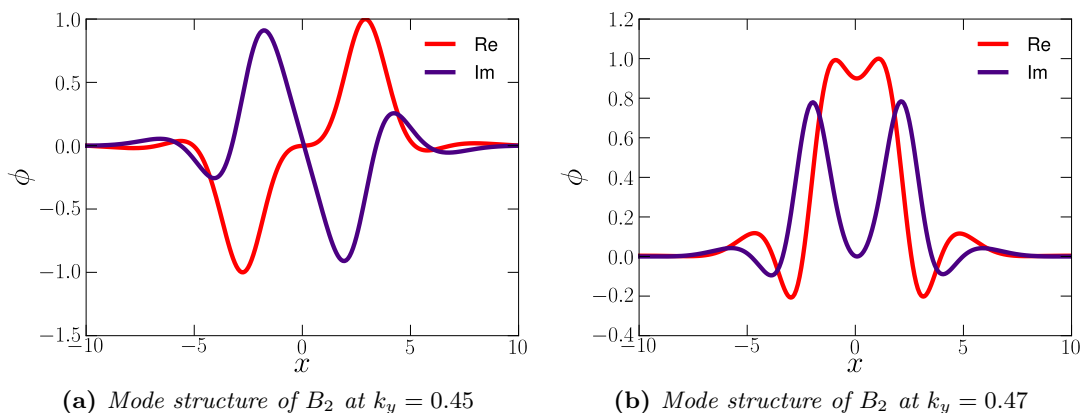 1.0
0.5
0.0
−0.5
−1.0
−1.5
ϕ
−10
−5
0
5
10
x
Re
Im
(a) Mode structure of B₂ at k_y = 0.45
1.2
1.0
0.8
0.6
0.4
0.2
0.0
−0.2
−0.4
ϕ
−10
−5
0
5
10
x
Re
Im
(b) Mode structure of B₂ at k_y = 0.47